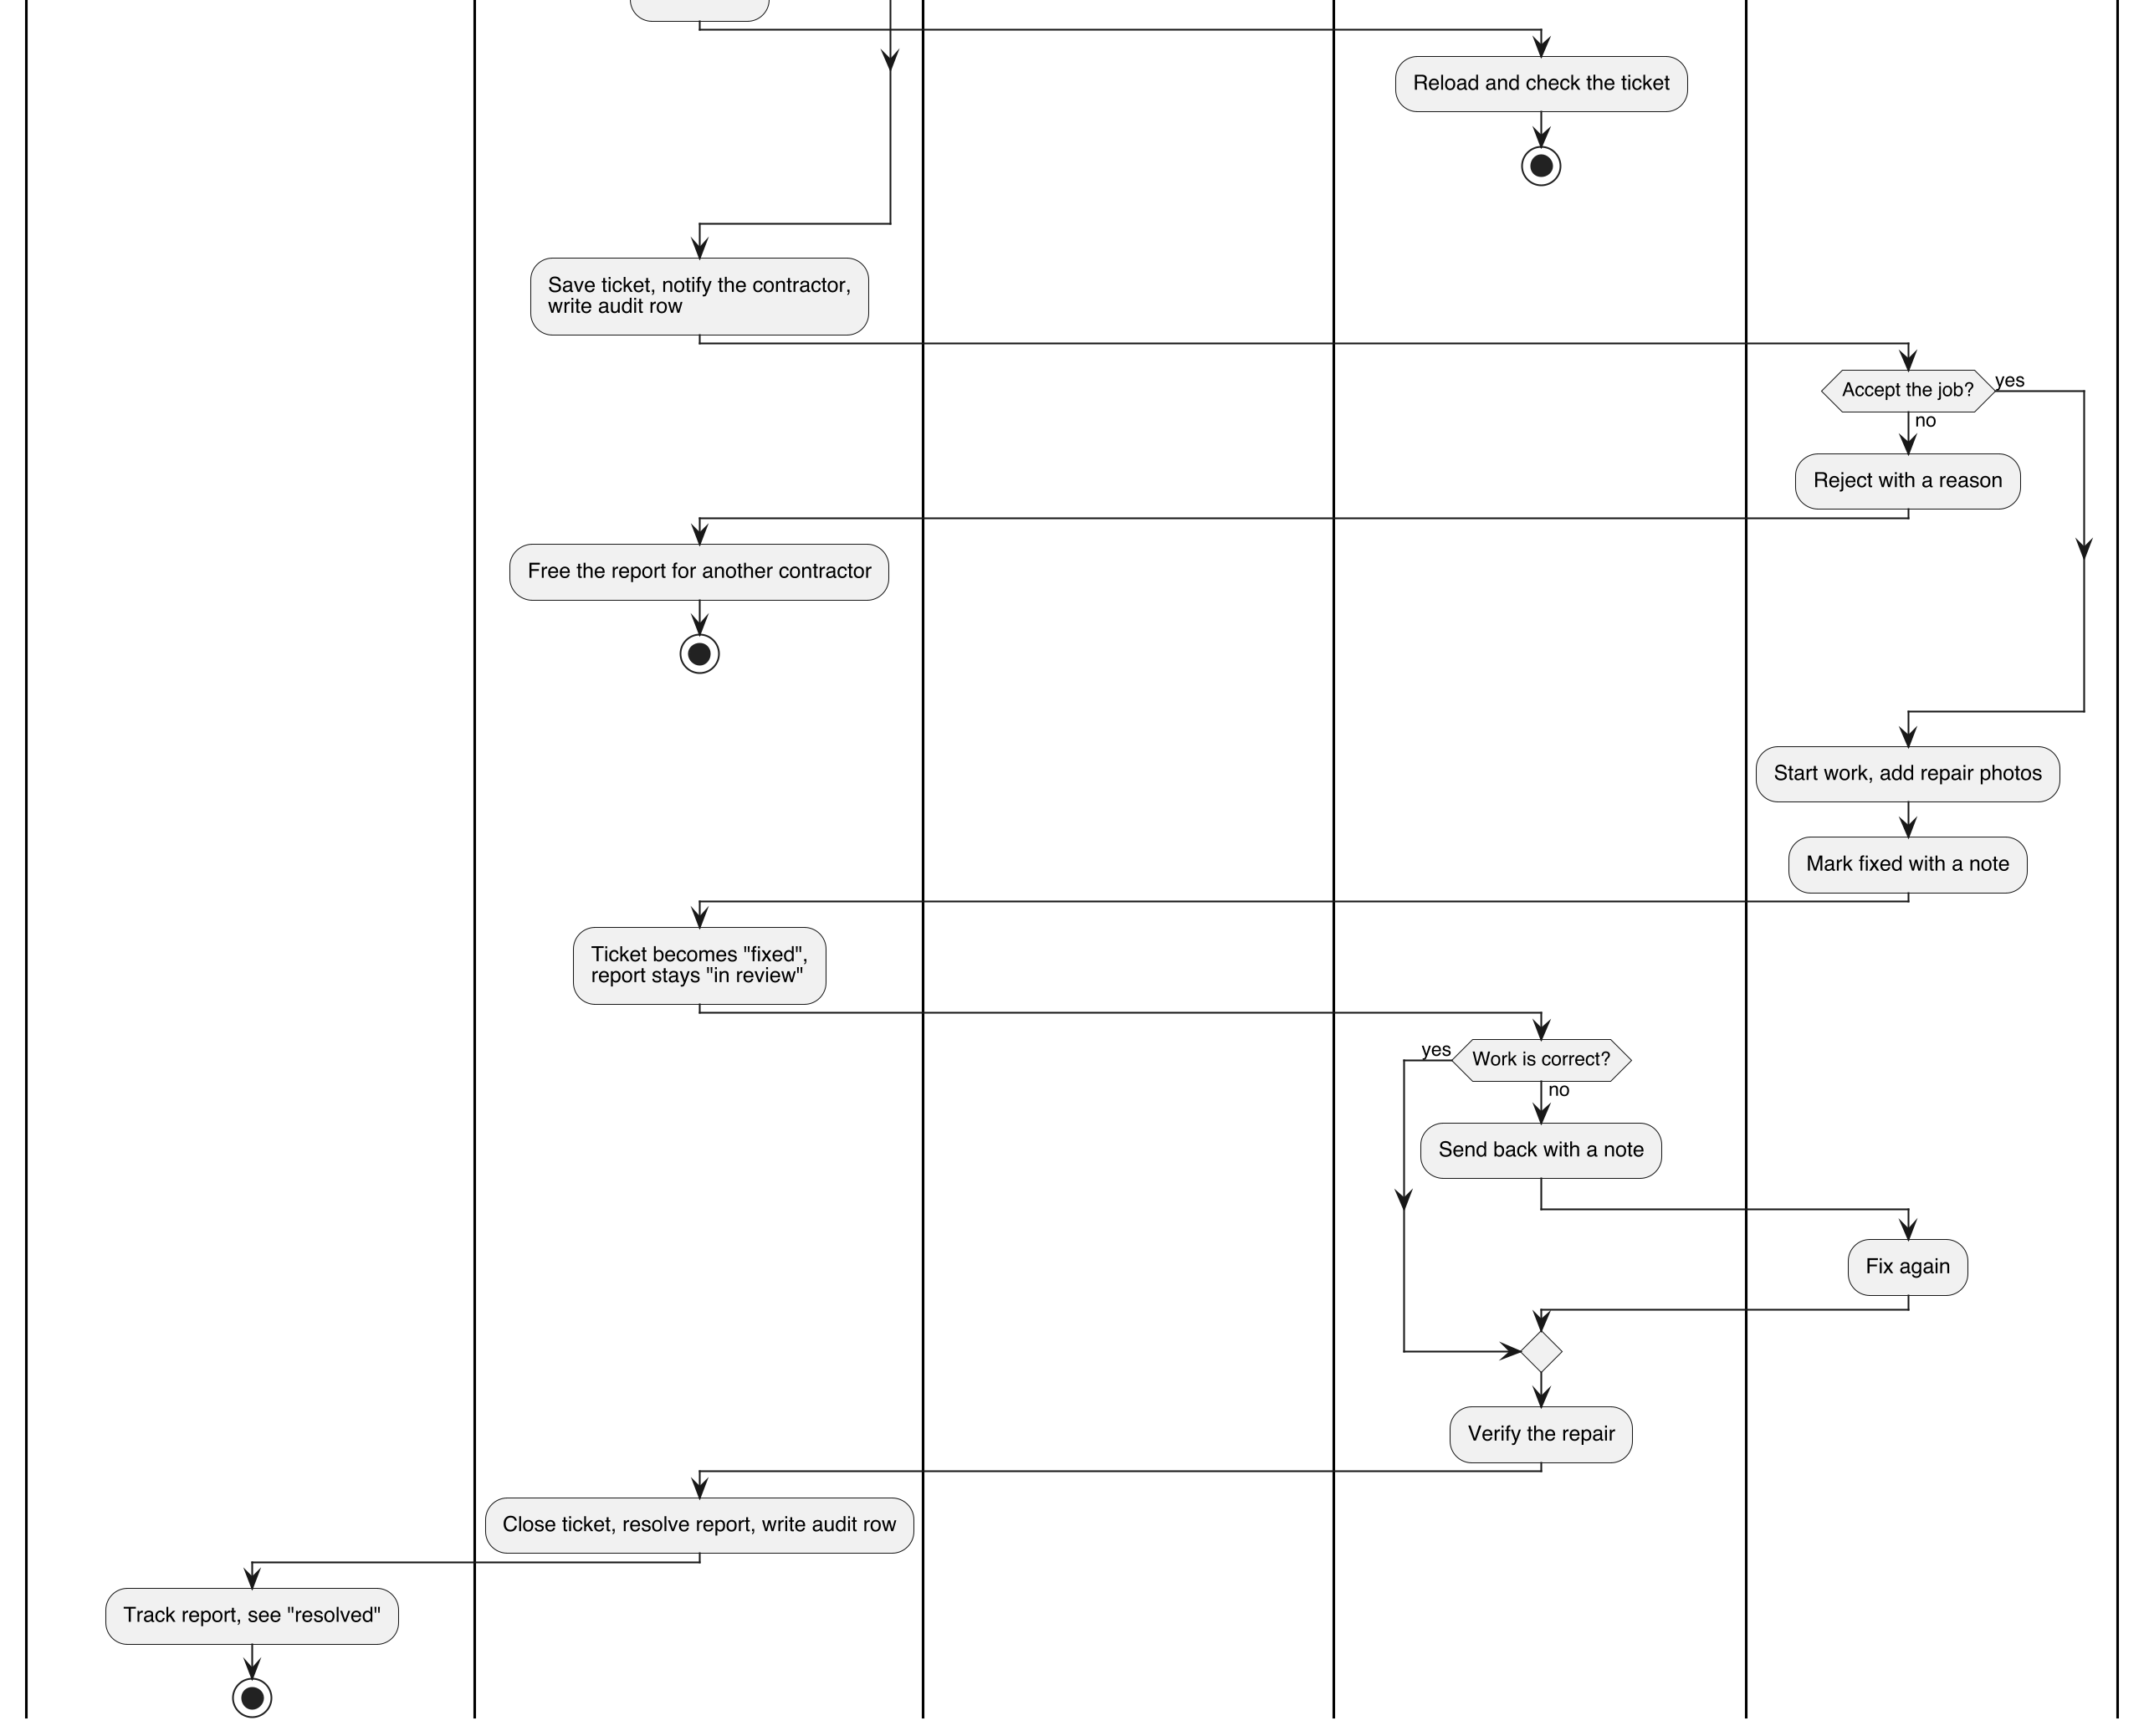 Reload and check the ticket
Save ticket, notify the contractor,
write audit row
Accept the job?
yes
no
Reject with a reason
Free the report for another contractor
Start work, add repair photos
Mark fixed with a note
Ticket becomes "fixed",
report stays "in review"
yes
Work is correct?
no
Send back with a note
Fix again
Verify the repair
Close ticket, resolve report, write audit row
Track report, see "resolved"